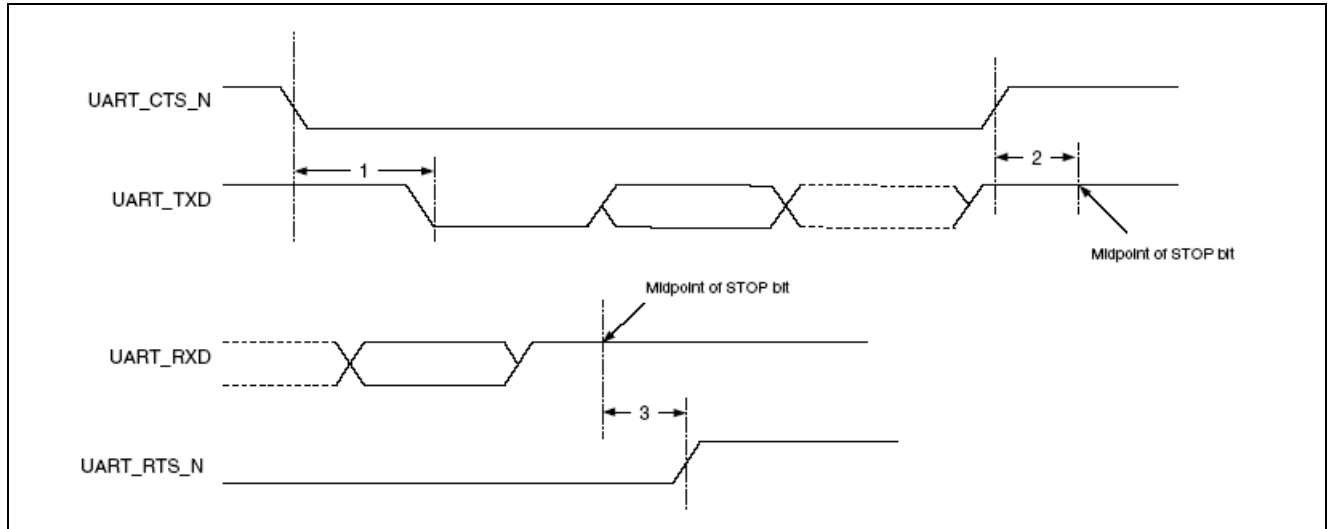 UART_CTS_N
1
2
UART_TXD
Midpoint of STOP bit
Midpoint of STOP bit
UART_RXD
3
UART_RTS_N